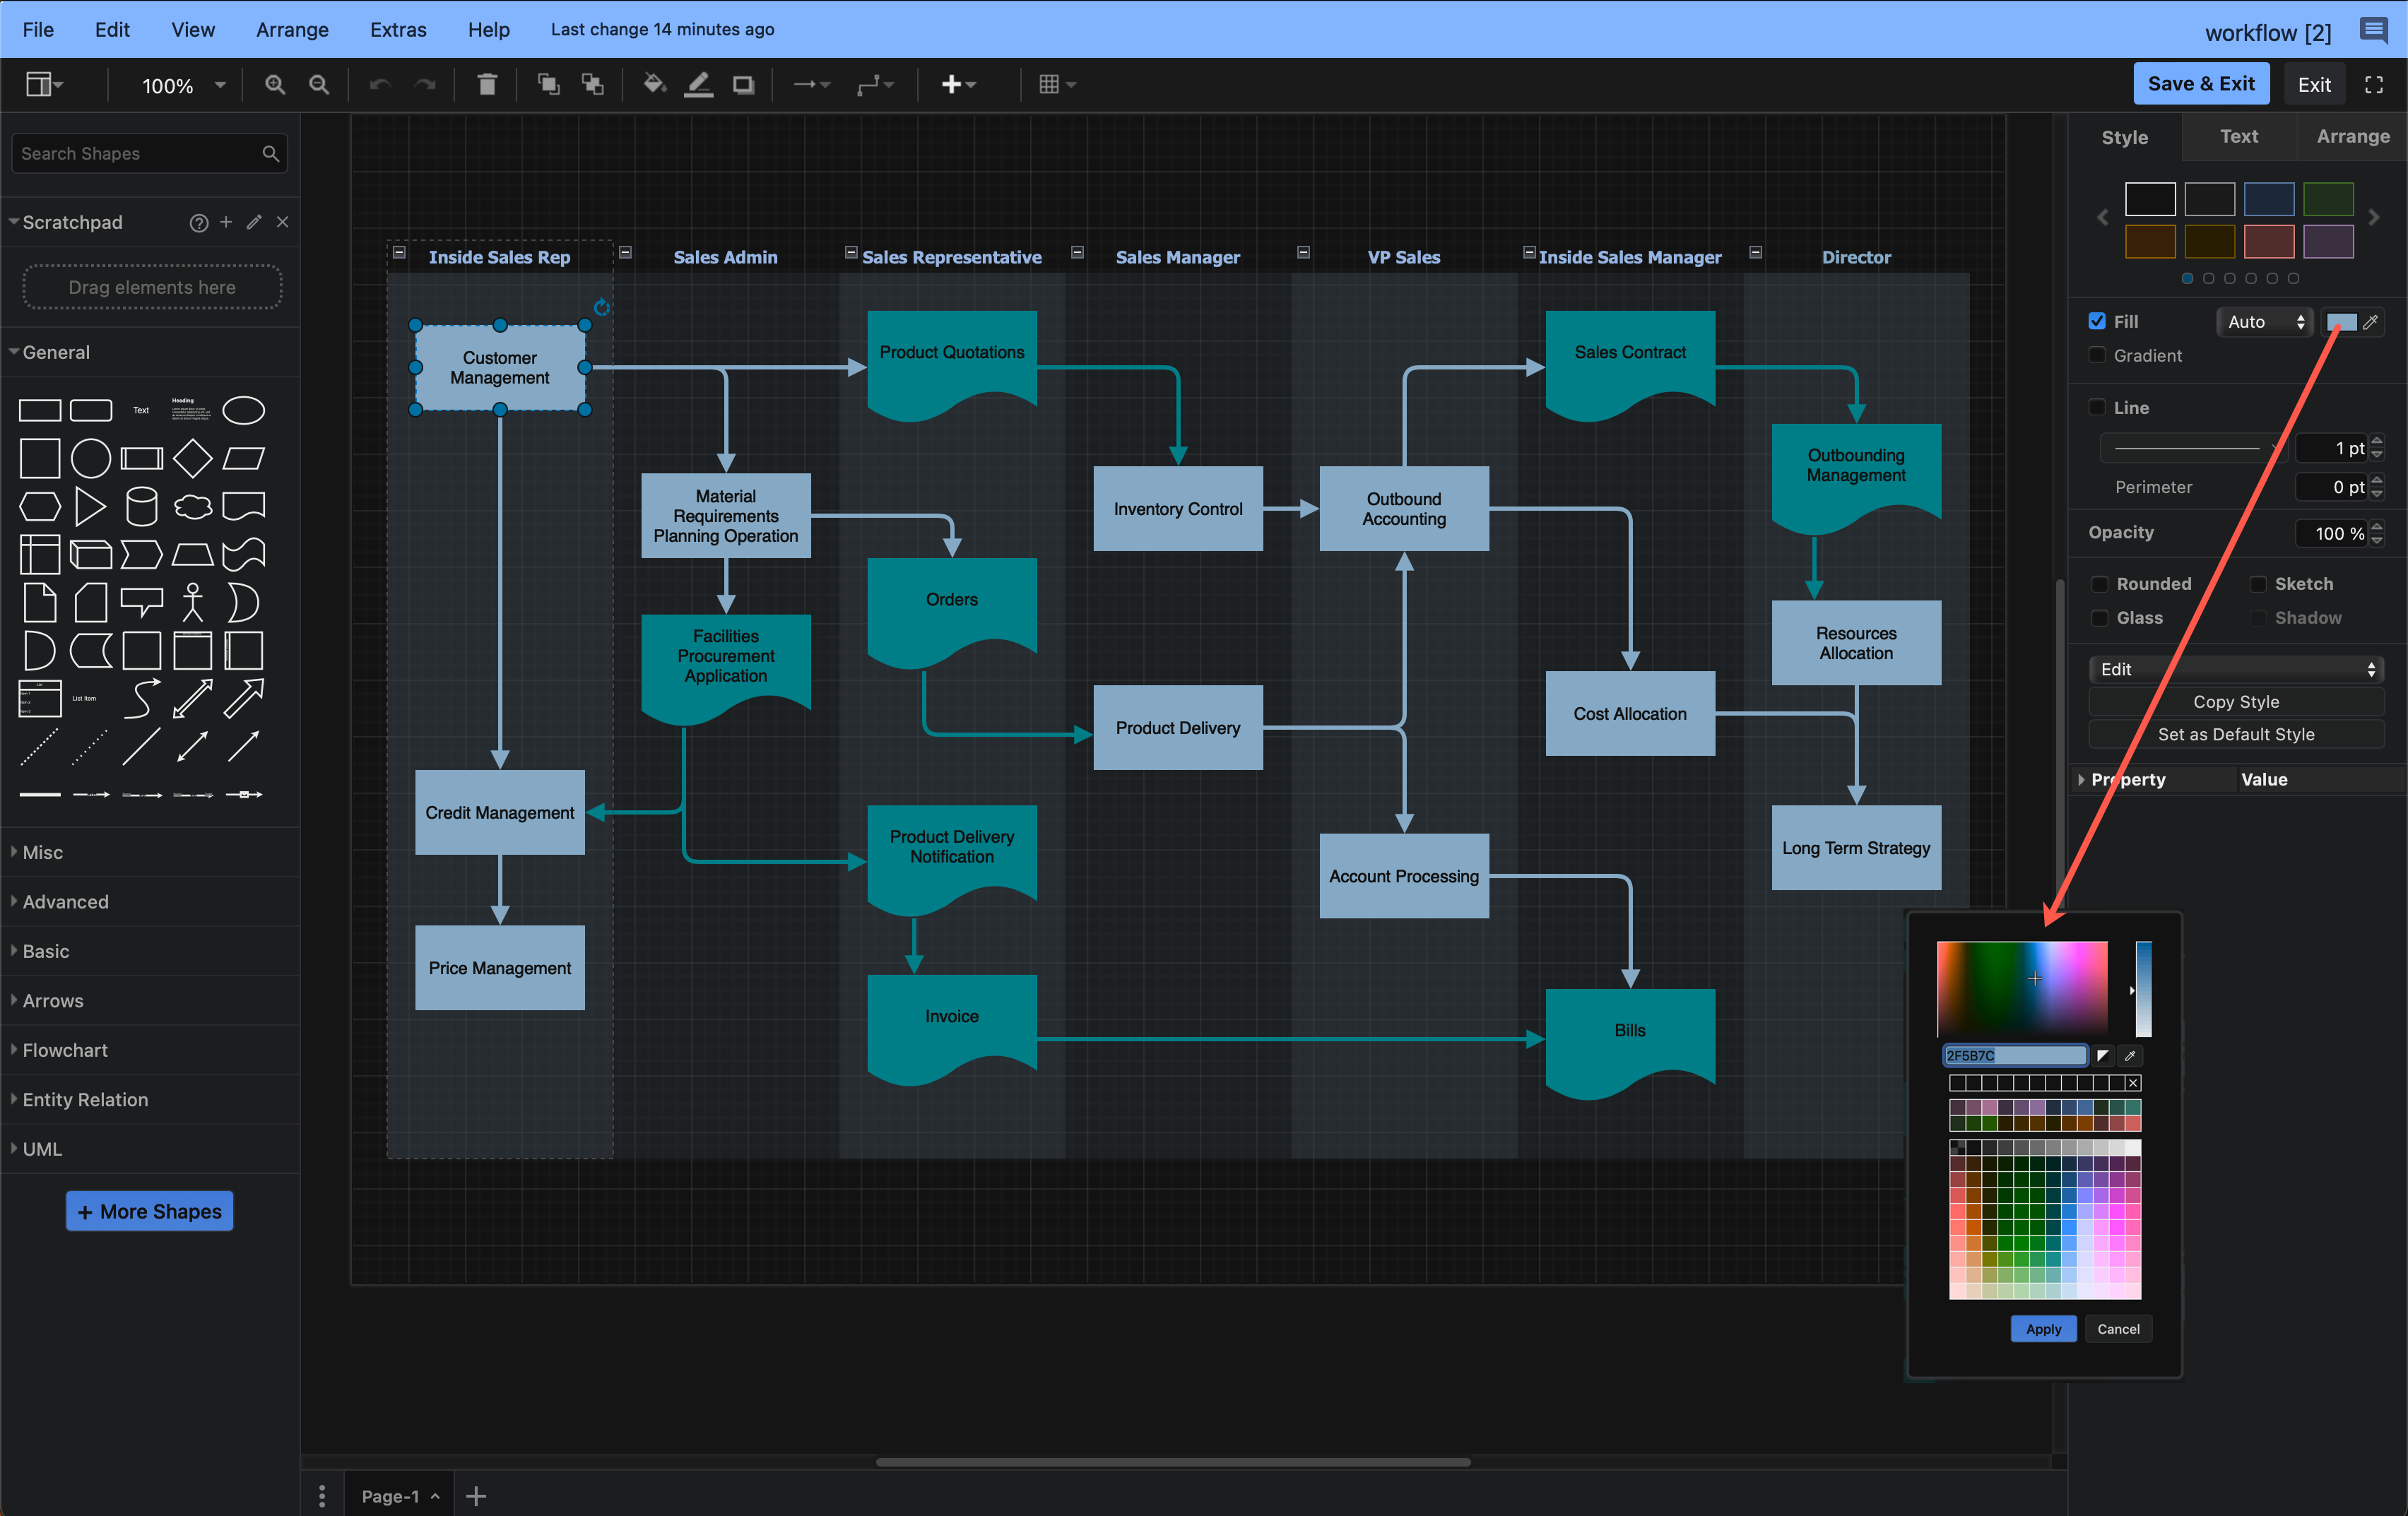 File Edit View Arrange Extras Help Last change 14 minutes ago
workflow [2]
100%
Save & Exit
Exit
Search Shapes
Scratchpad
Drag elements here
General
Text
Heading
List Item
Misc
Advanced
Basic
Arrows
Flowchart
Entity Relation
UML
+ More Shapes
Inside Sales Rep
Sales Admin
Sales Representative
Sales Manager
VP Sales
Inside Sales Manager
Director
Customer
Management
Product Quotations
Sales Contract
Outbounding
Management
Material
Requirements
Planning Operation
Inventory Control
Outbound
Accounting
Orders
Facilities
Procurement
Application
Resources
Allocation
Product Delivery
Cost Allocation
Credit Management
Product Delivery
Notification
Account Processing
Long Term Strategy
Price Management
Invoice
Bills
Page-1
Style
Text
Arrange
Fill
Auto
Gradient
Line
1 pt
Perimeter
0 pt
Opacity
100 %
Rounded
Sketch
Glass
Shadow
Edit
Copy Style
Set as Default Style
Property
Value
2F5B7C
Apply
Cancel